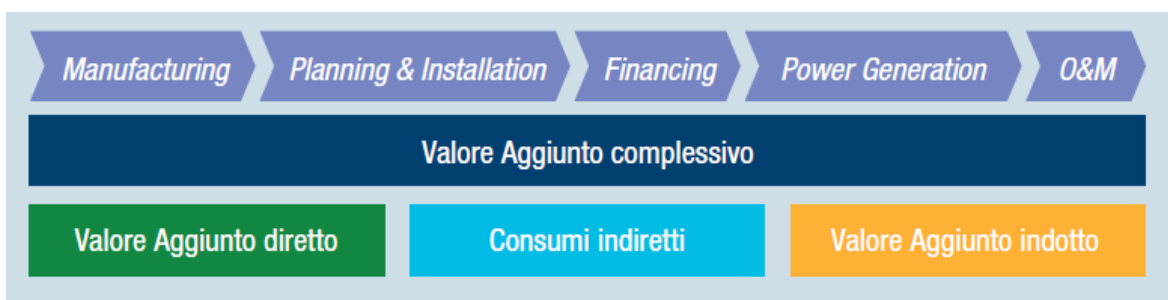 Manufacturing Planning & Installation Financing Power Generation O&M
Valore Aggiunto complessivo
Valore Aggiunto diretto Consumi indiretti Valore Aggiunto indotto